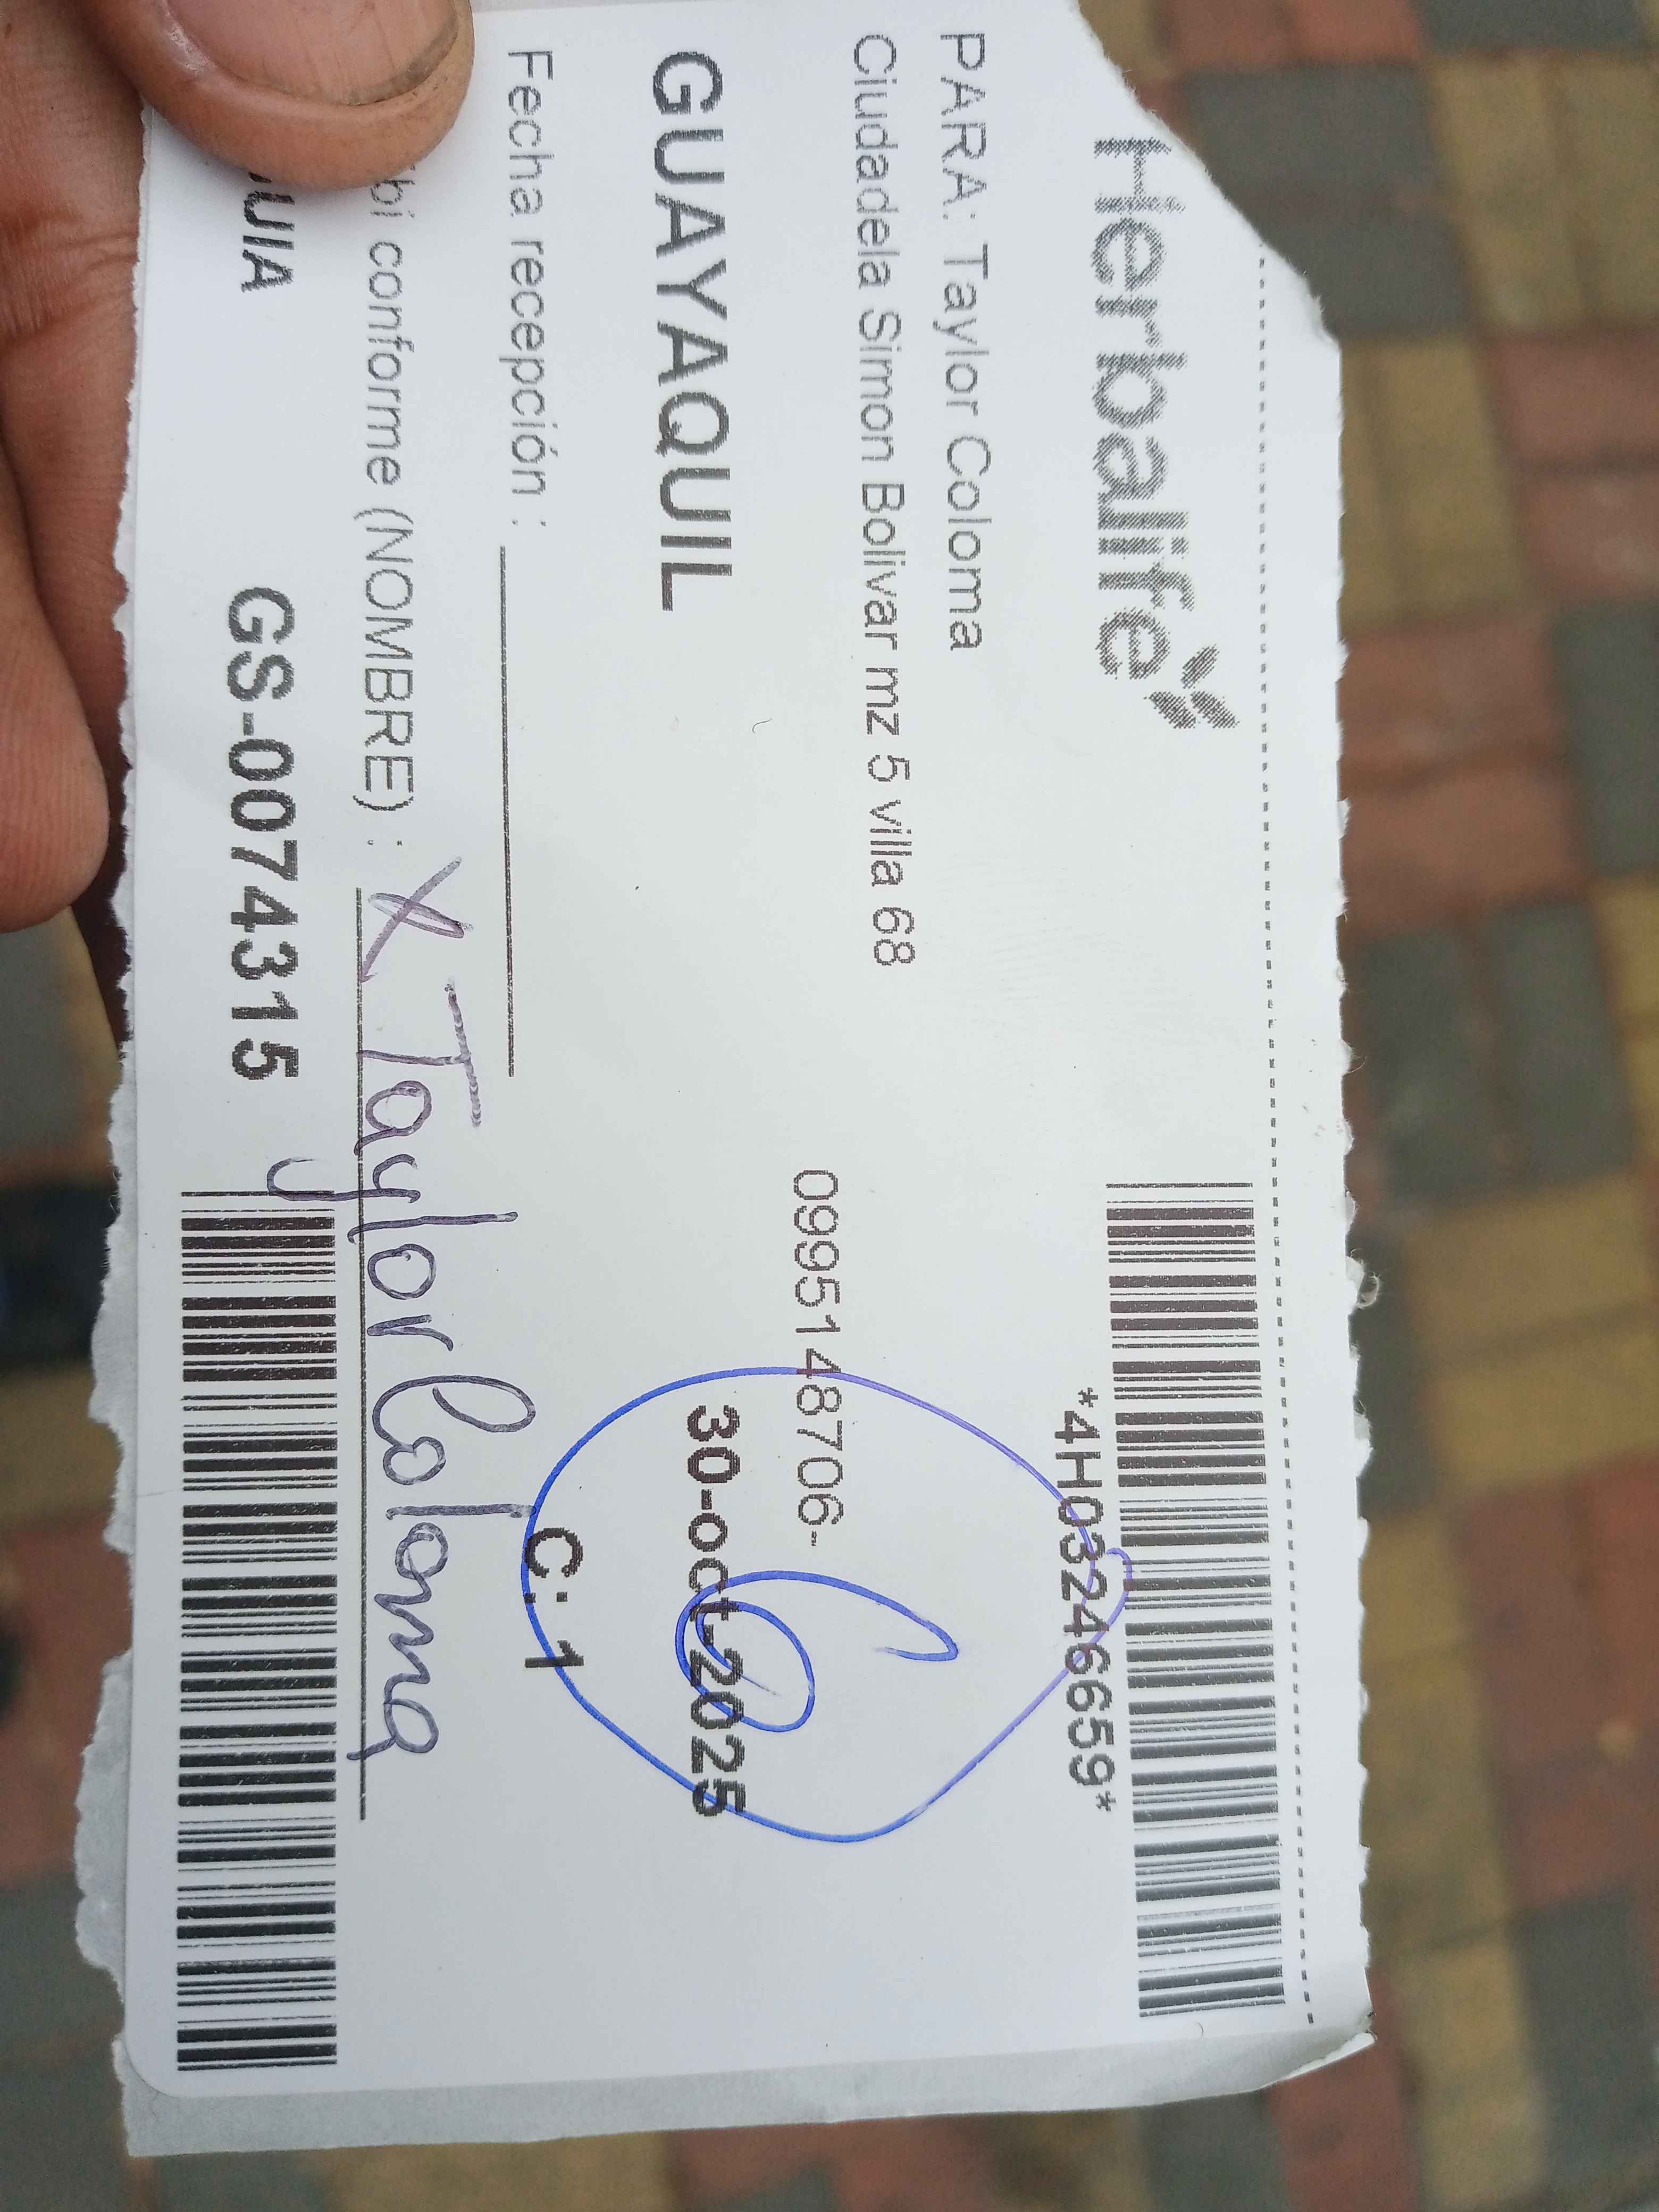 Herbalife
*4H03246659*
PARA: Taylor Coloma
Ciudadela Simon Bolivar mz 5 villa 68
0995148706-
GUAYAQUIL
30-oct-2025
Fecha recepción :
C: 1
bi conforme (NOMBRE) : X Taylor Coloma
UIA GS-0074315